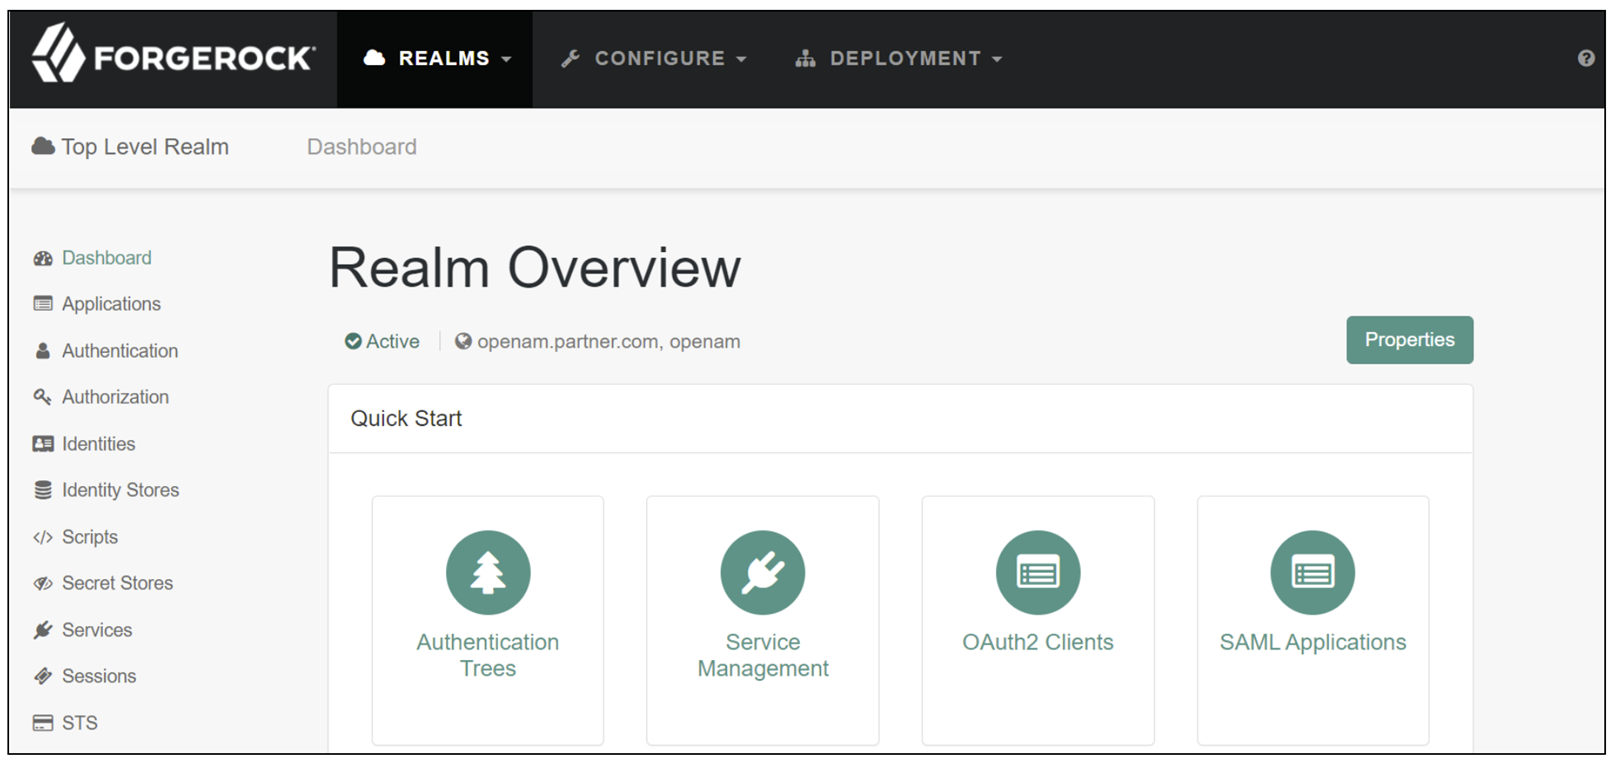 FORGEROCK
REALMS
CONFIGURE
DEPLOYMENT
Top Level Realm
Dashboard
Dashboard
Applications
Authentication
Authorization
Identities
Identity Stores
Scripts
Secret Stores
Services
Sessions
STS
Realm Overview
Active
openam.partner.com, openam
Properties
Quick Start
Authentication
Trees
Service
Management
OAuth2 Clients
SAML Applications